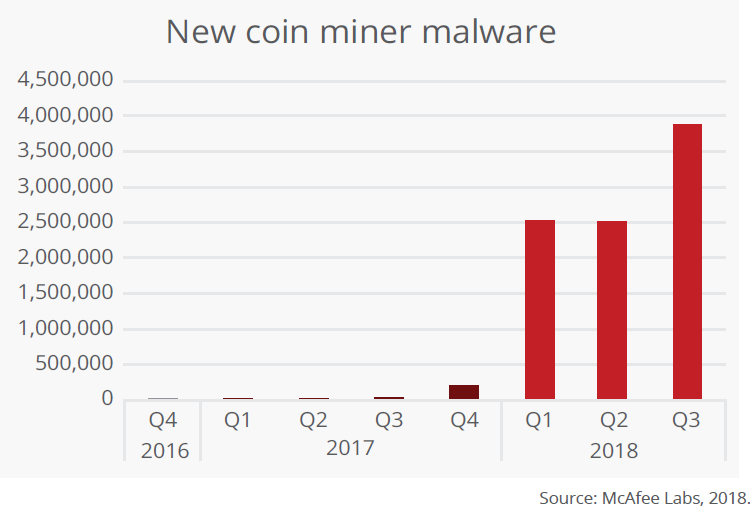 New coin miner malware
4,500,000
4,000,000
3,500,000
3,000,000
2,500,000
2,000,000
1,500,000
1,000,000
500,000
0
Q4 Q1 Q2 Q3 Q4 Q1 Q2 Q3
2016 2017 2018
Source: McAfee Labs, 2018.